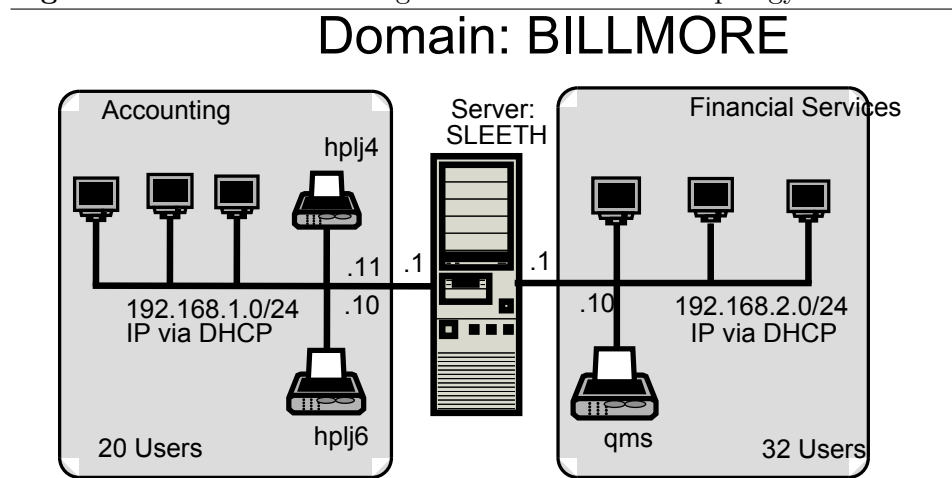 Domain: BILLMORE
Accounting
hplj4
.11
.10
192.168.1.0/24
IP via DHCP
hplj6
20 Users
Server:
SLEETH
.1
.1
Financial Services
.10
192.168.2.0/24
IP via DHCP
qms
32 Users